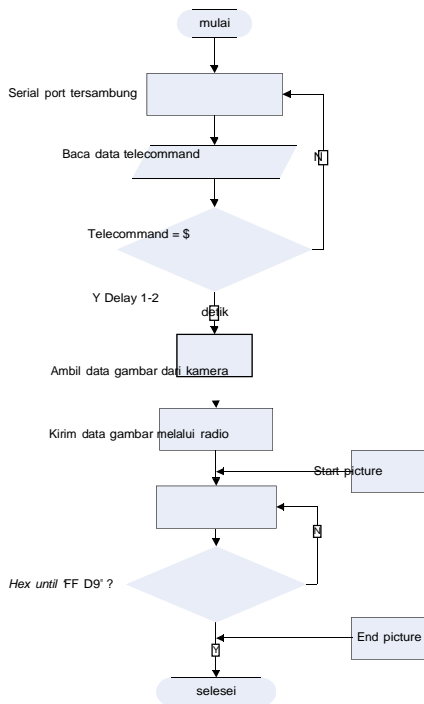 mulai
Serial port tersambung
Baca data telecommand
N
Telecommand = $
Y Delay 1-2
detik
Ambil data gambar dari kamera
Kirim data gambar melalui radio
Start picture
N
Hex until 'FF D9' ?
End picture
Y
selesei